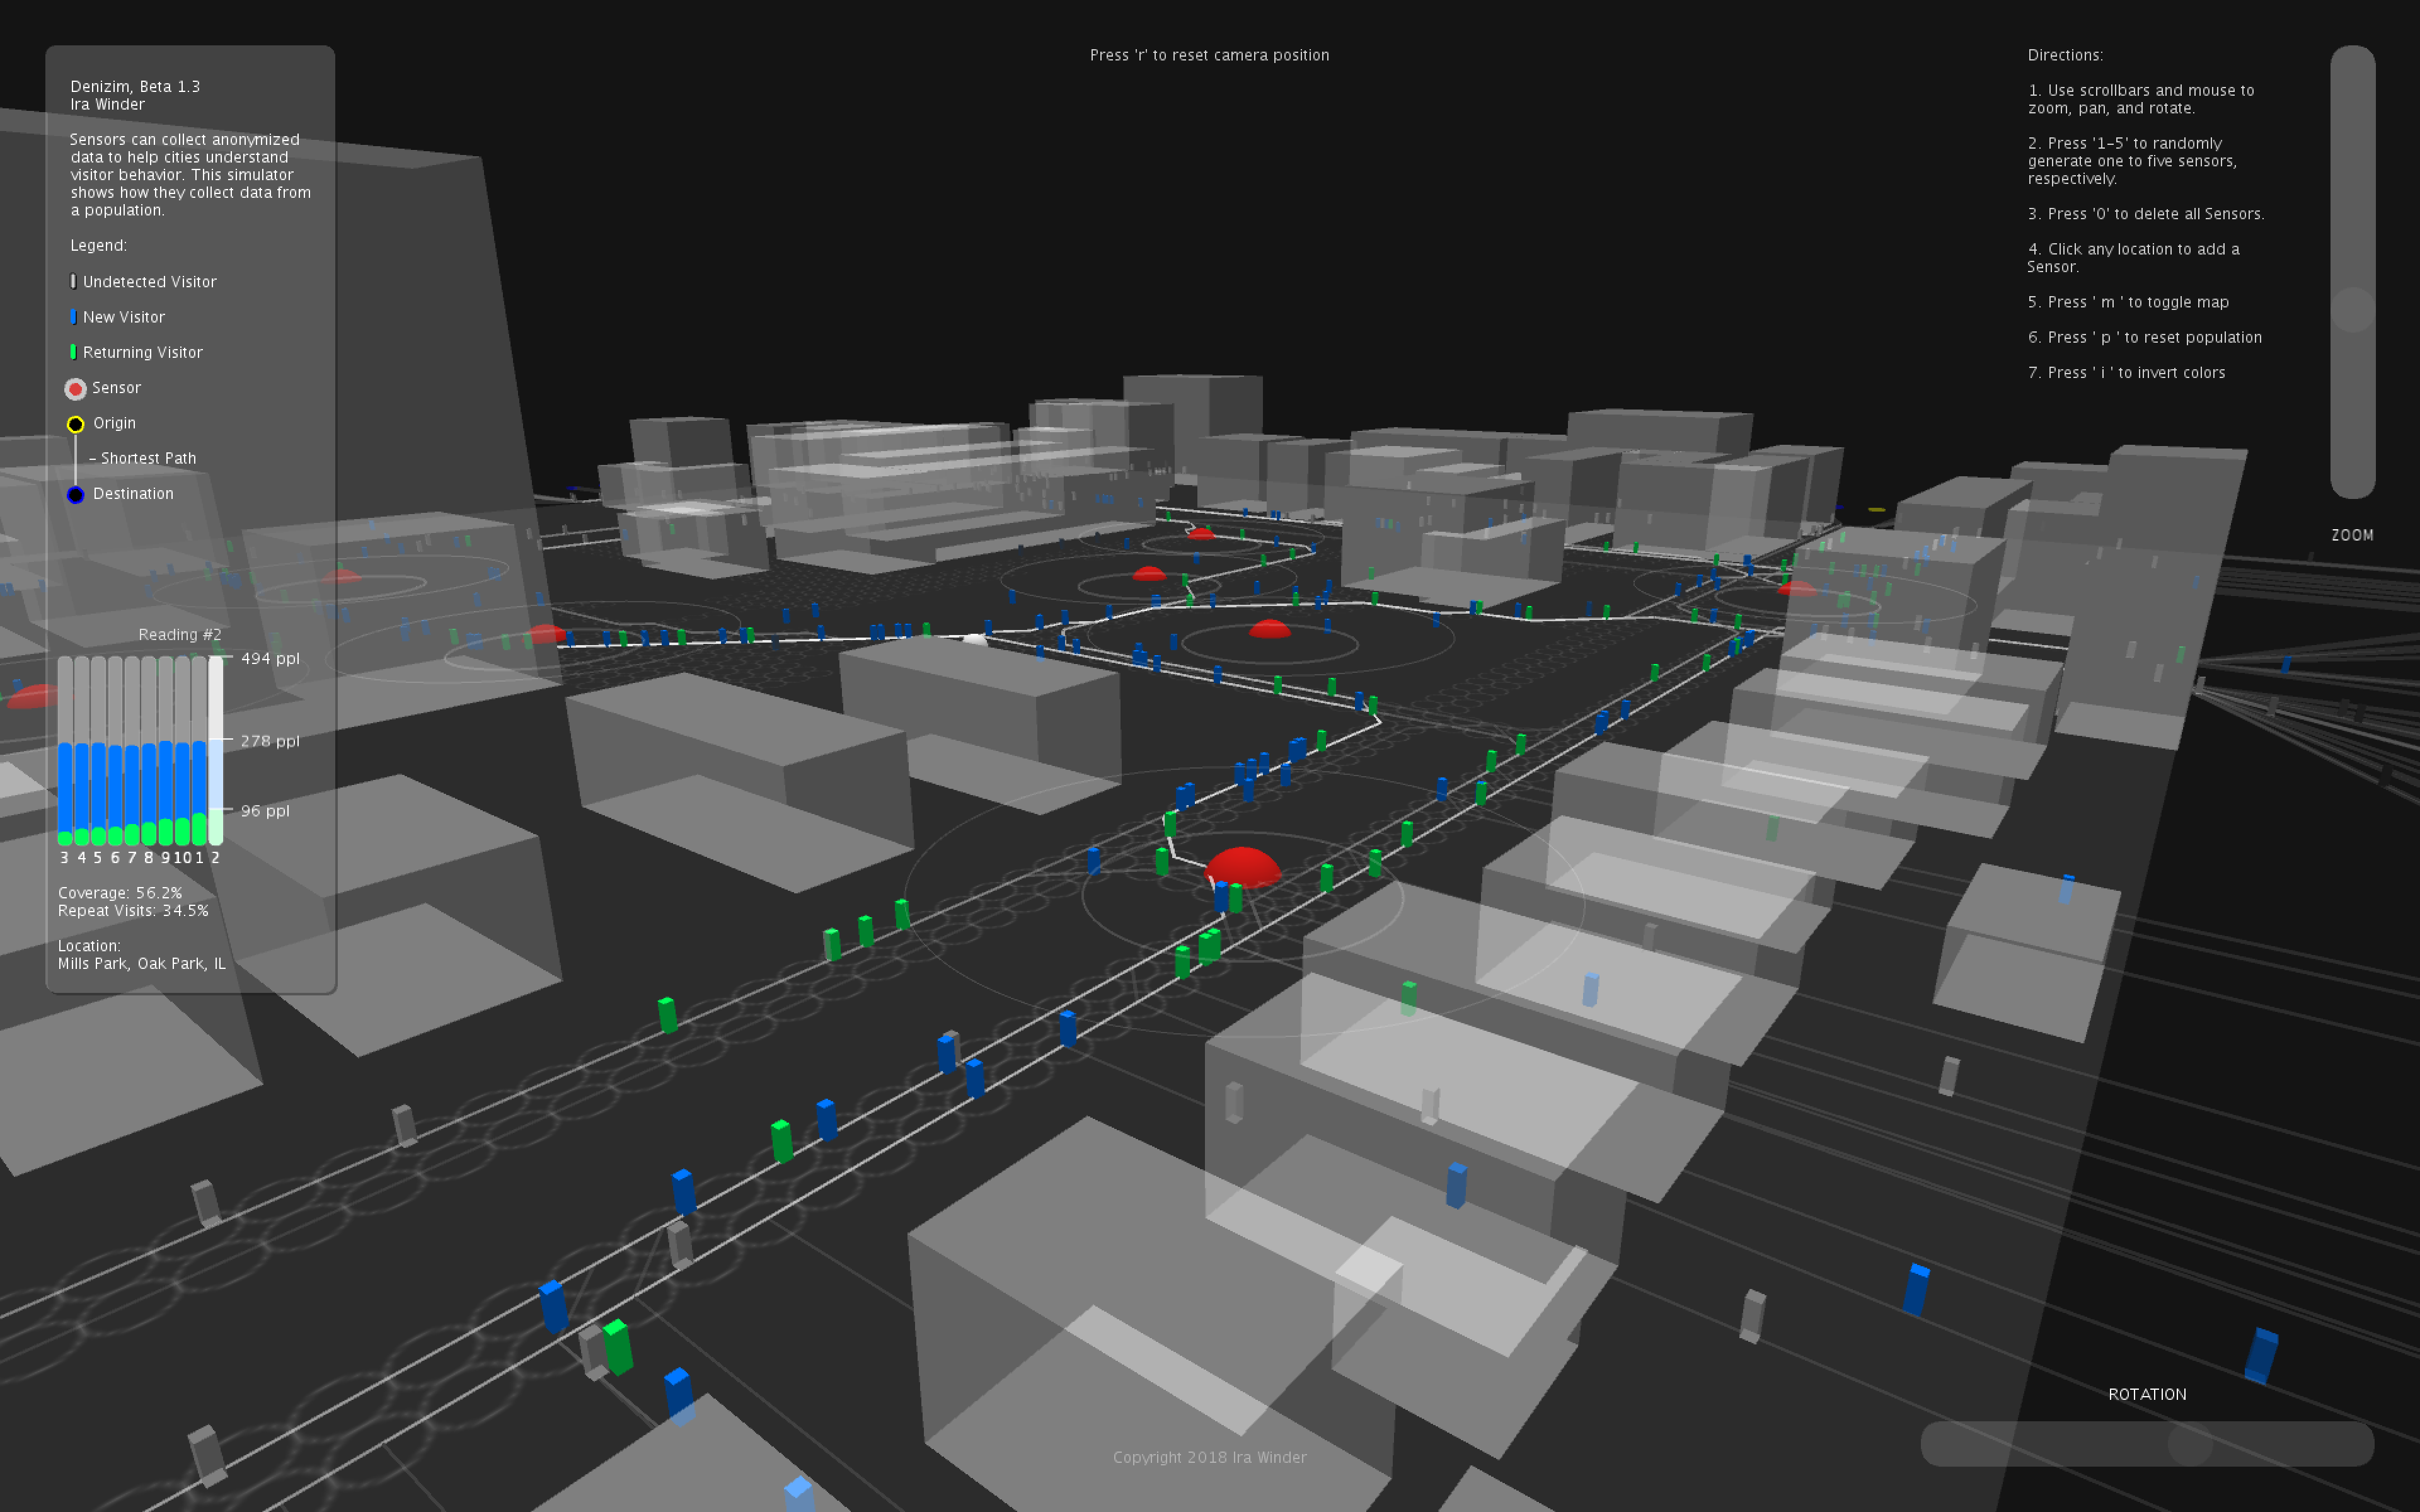 Denizim, Beta 1.3
Ira Winder
Sensors can collect anonymized
data to help cities understand
visitor behavior. This simulator
shows how they collect data from
a population.
Legend:
Undetected Visitor
New Visitor
Returning Visitor
Sensor
Origin
– Shortest Path
Destination
Reading #2
494 ppl
278 ppl
96 ppl
3 4 5 6 7 8 9 10 1 2
Coverage: 56.2%
Repeat Visits: 34.5%
Location:
Mills Park, Oak Park, IL
Press 'r' to reset camera position
Directions:
1. Use scrollbars and mouse to
zoom, pan, and rotate.
2. Press '1–5' to randomly
generate one to five sensors,
respectively.
3. Press '0' to delete all Sensors.
4. Click any location to add a
Sensor.
5. Press ' m ' to toggle map
6. Press ' p ' to reset population
7. Press ' i ' to invert colors
ZOOM
ROTATION
Copyright 2018 Ira Winder